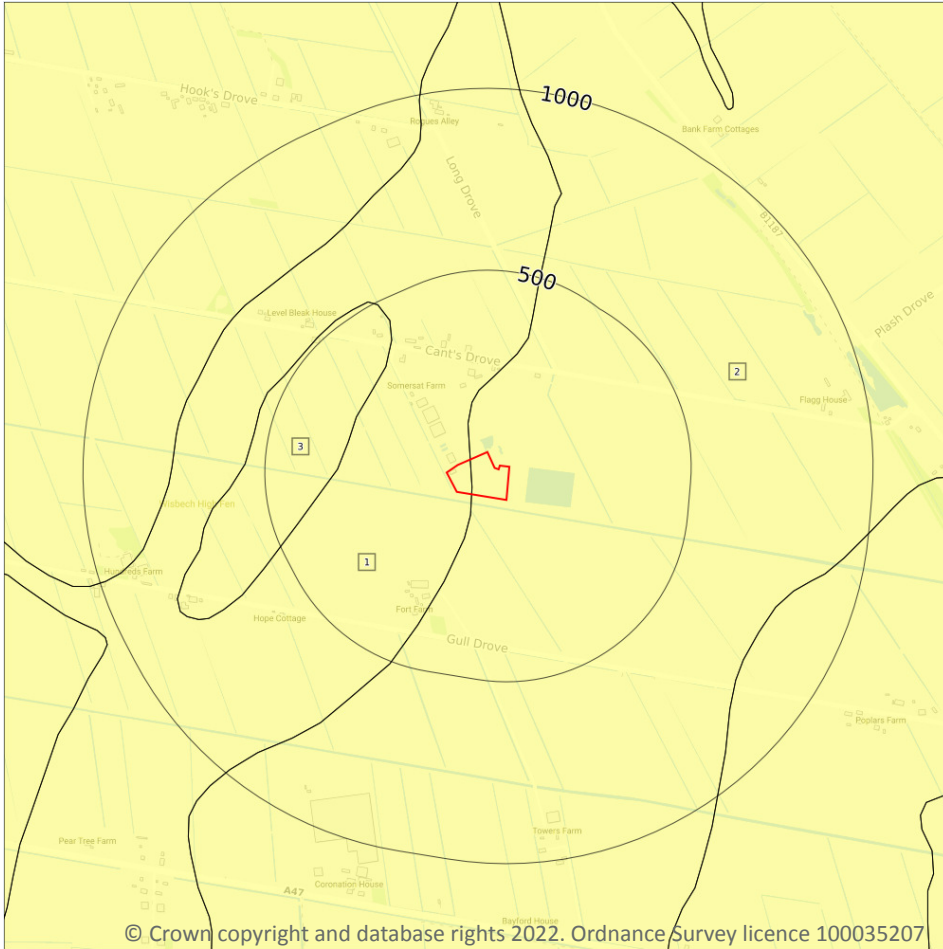 Hook's Drove
1000
Rogues Alley
Bank Farm Cottages
Long Drove
B1187
500
Plash Drove
Level Bleak House
Cant's Drove
2
Somersat Farm
Flagg House
3
Wisbech High Fen
1
Hundreds Farm
Fort Farm
Hope Cottage
Gull Drove
Poplars Farm
Towers Farm
Pear Tree Farm
Coronation House
A47
Bayford House
© Crown copyright and database rights 2022. Ordnance Survey licence 100035207